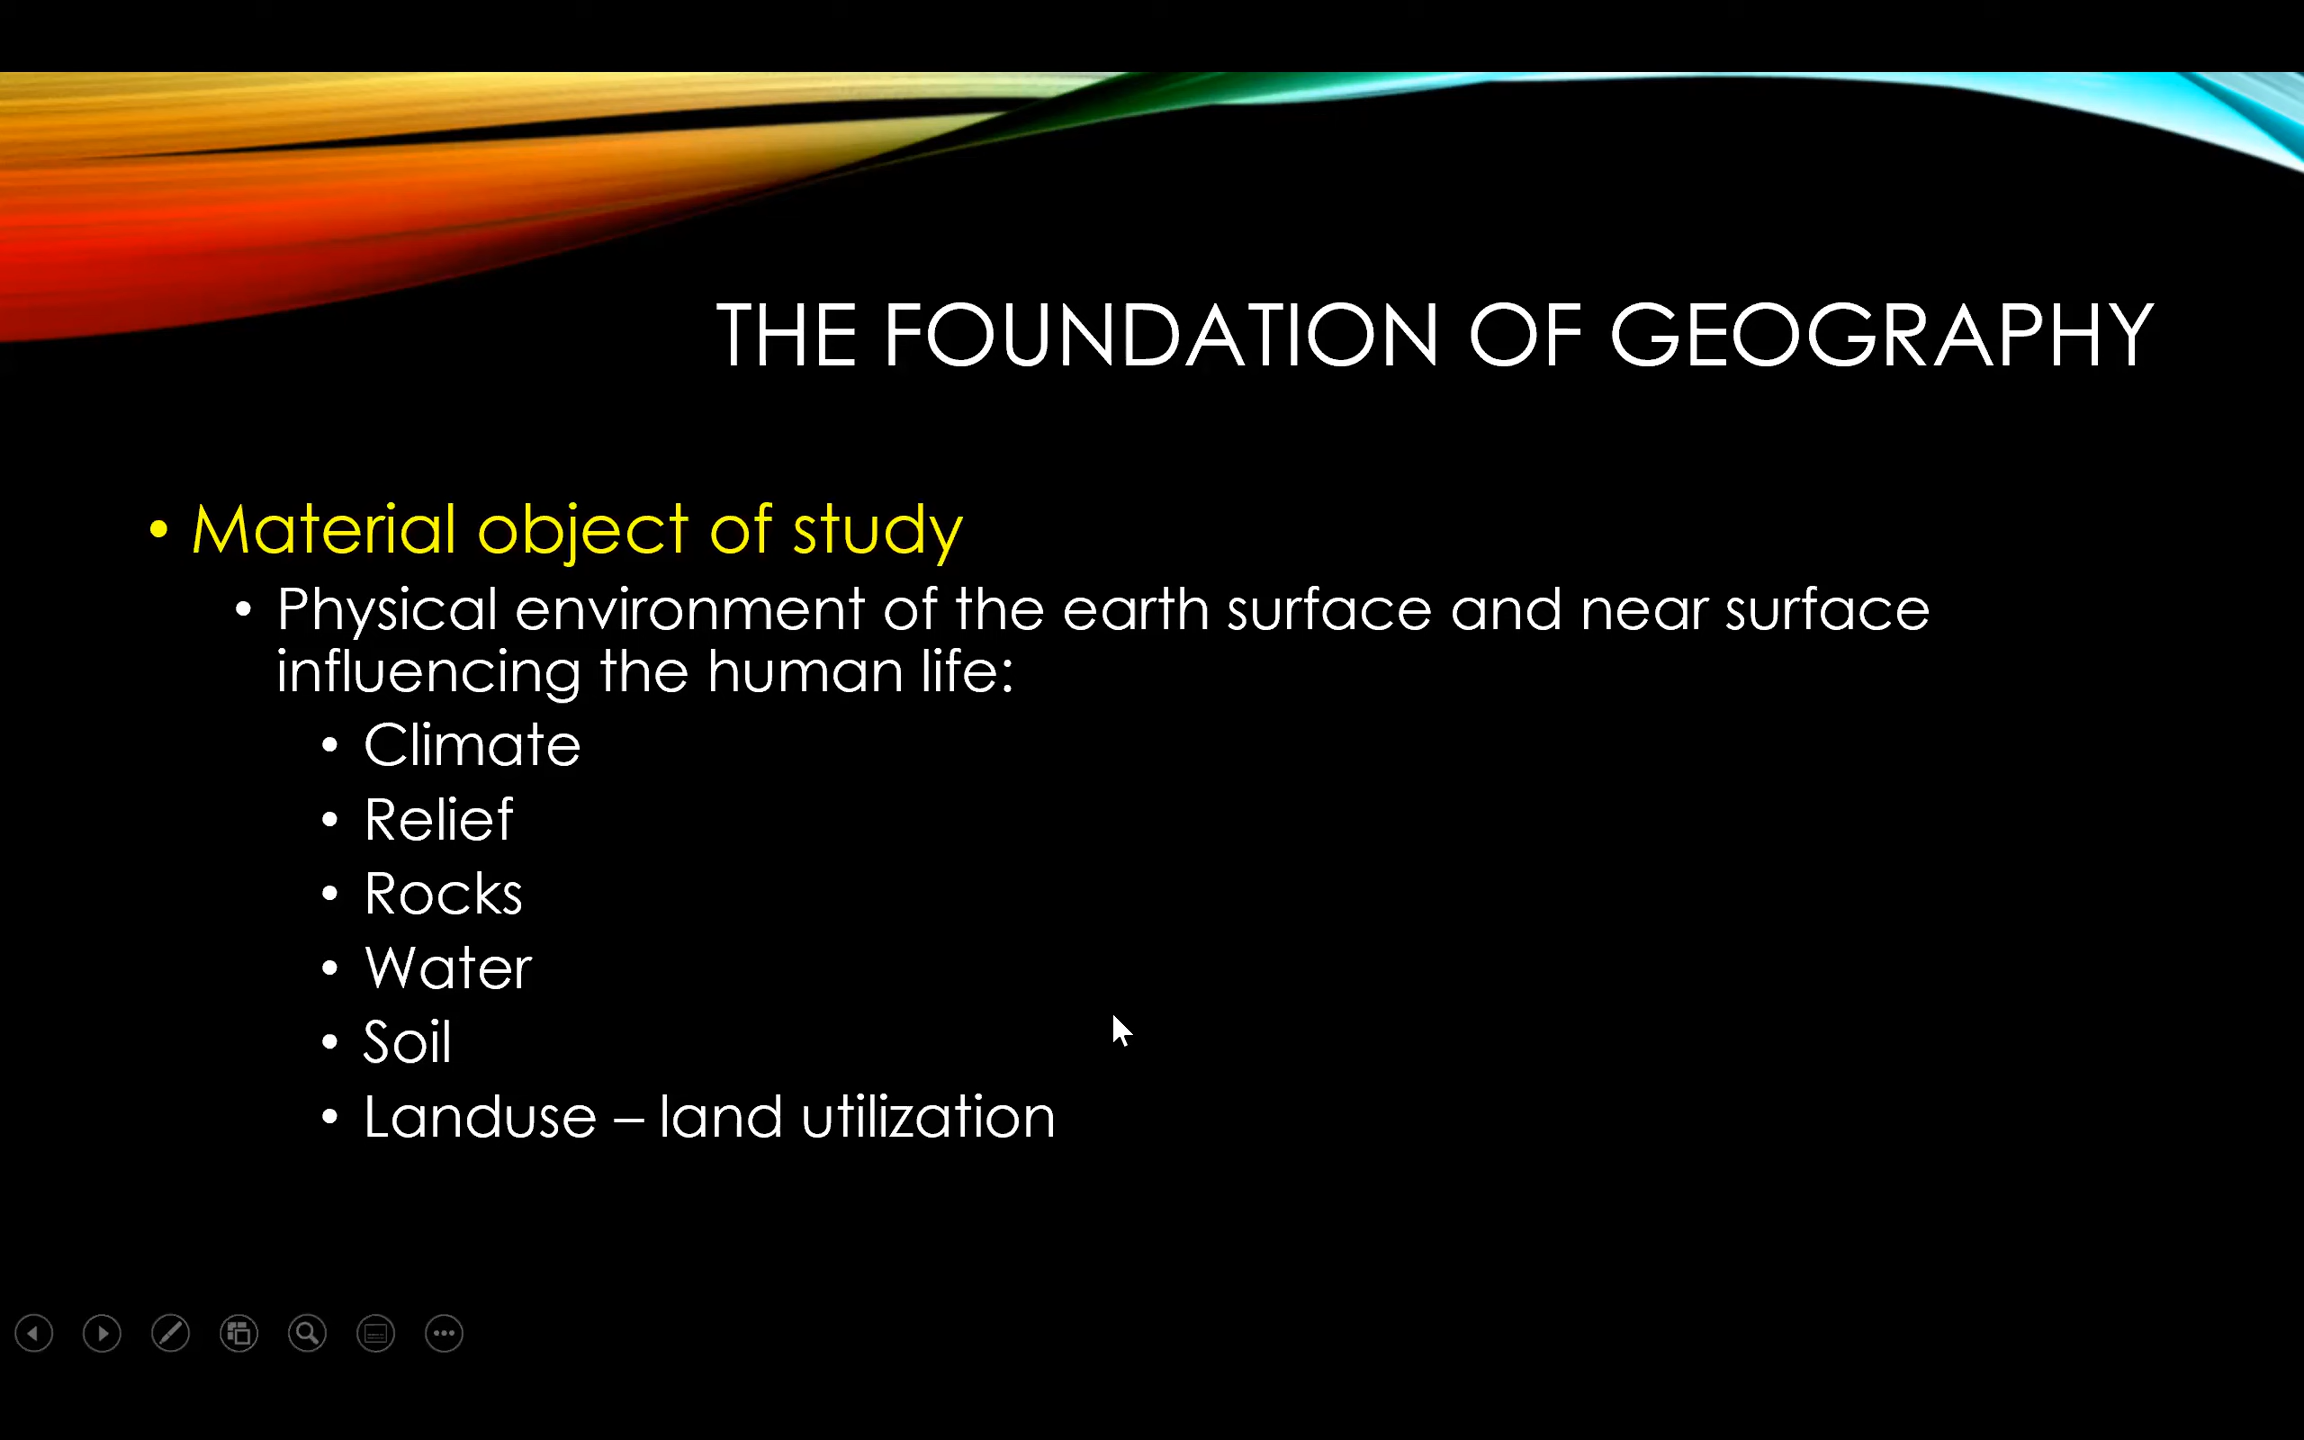 THE FOUNDATION OF GEOGRAPHY
• Material object of study
• Physical environment of the earth surface and near surface
influencing the human life:
• Climate
• Relief
• Rocks
• Water
• Soil
• Landuse – land utilization